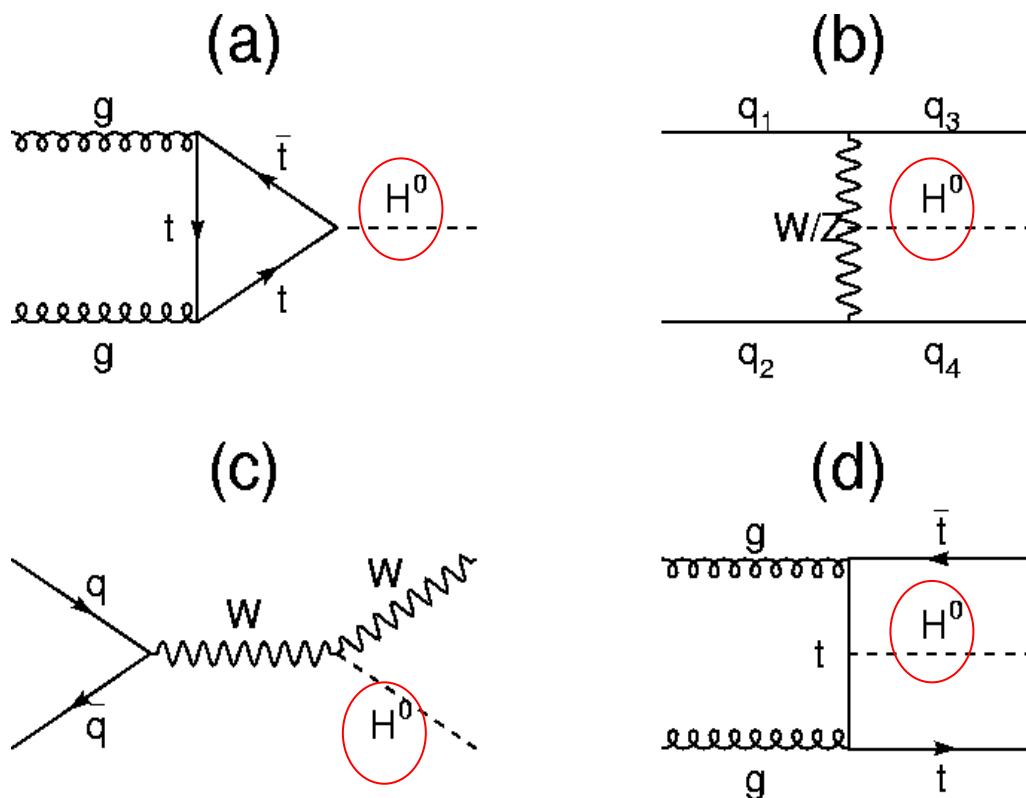 (a)
g
t̄
H⁰
t
t
g
(b)
q₁ q₃
W/Z H⁰
q₂ q₄
(c)
q W W
q̄ H⁰
(d)
g t̄
t H⁰
g t